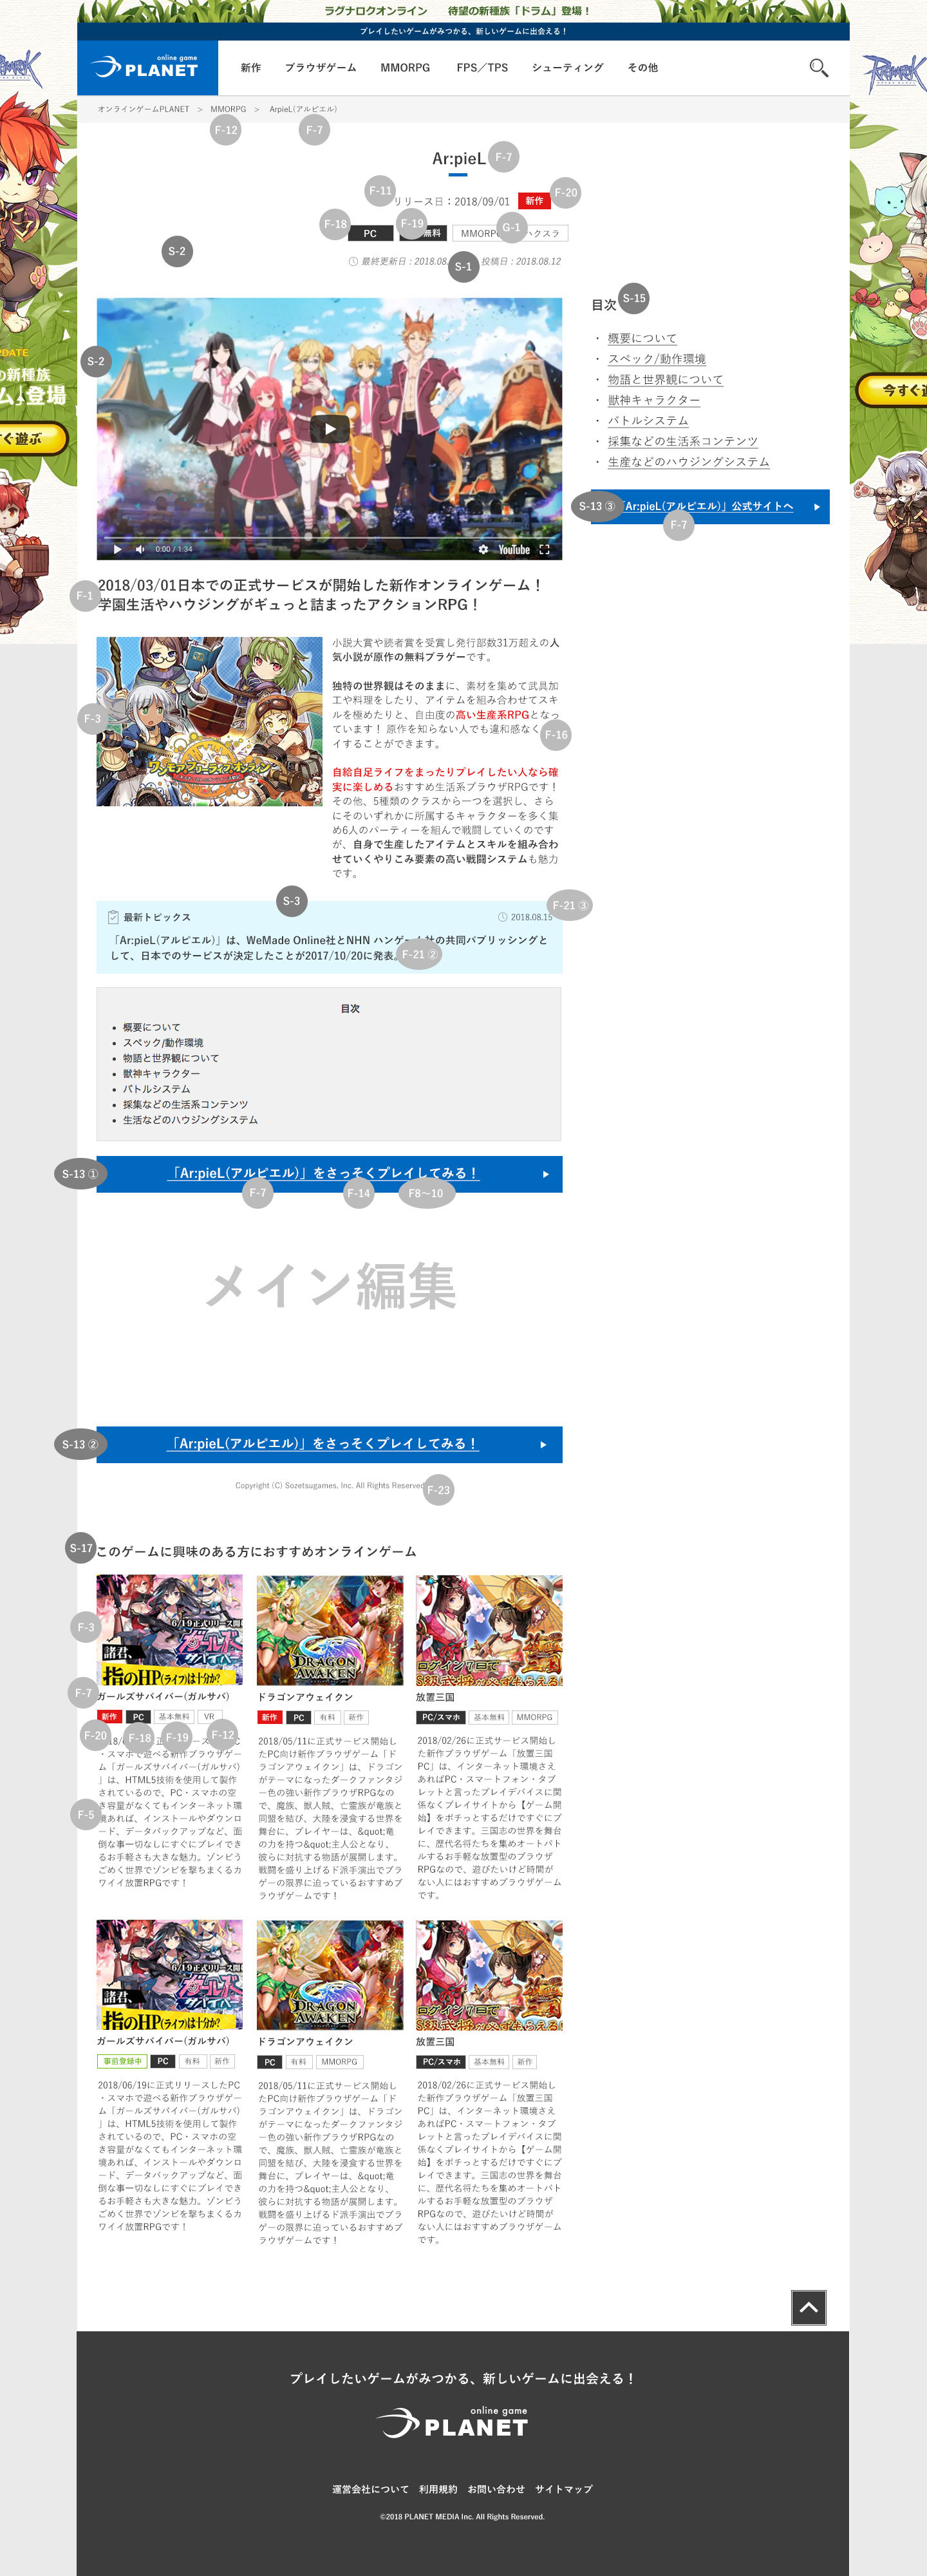 ラグナロクオンライン　待望の新種族「ドラム」登場！
プレイしたいゲームがみつかる、新しいゲームに出会える！
online game
PLANET
新作　ブラウザゲーム　MMORPG　FPS／TPS　シューティング　その他
オンラインゲームPLANET ＞ MMORPG ＞ ArpieL(アルピエル)
F-12
F-7
Ar:pieL
F-7
F-11
リリース日：2018/09/01
新作
F-20
F-18
F-19
G-1
PC
無料
MMORPG
ハクスラ
S-2
最終更新日：2018.08.
S-1
投稿日：2018.08.12
S-2
の新種族
登場
今すぐ遊
ぐ遊ぶ
0:00 / 1:34
YouTube
目次
S-15
・ 概要について
・ スペック/動作環境
・ 物語と世界観について
・ 獣神キャラクター
・ バトルシステム
・ 採集などの生活系コンテンツ
・ 生産などのハウジングシステム
S-13 ③
「Ar:pieL(アルピエル)」公式サイトへ
F-7
F-1
2018/03/01日本での正式サービスが開始した新作オンラインゲーム！
学園生活やハウジングがギュっと詰まったアクションRPG！
F-3
小説大賞や読者賞を受賞し発行部数31万超えの人
気小説が原作の無料ブラゲーです。
独特の世界観はそのままに、素材を集めて武具加
工や料理をしたり、アイテムを組み合わせてスキ
ルを極めたりと、自由度の高い生産系RPGとなっ
ています！ 原作を知らない人でも違和感なく
イすることができます。
F-16
自給自足ライフをまったりプレイしたい人なら確
実に楽しめるおすすめ生活系ブラウザRPGです！
その他、5種類のクラスから一つを選択し、さら
にそのいずれかに所属するキャラクターを多く集
め6人のパーティーを組んで戦闘していくのです
が、自身で生産したアイテムとスキルを組み合わ
せていくやりこみ要素の高い戦闘システムも魅力
です。
S-3
F-21 ③
最新トピックス
2018.08.15
「Ar:pieL(アルピエル)」は、WeMade Online社とNHN ハンゲーム社の共同パブリッシングと
して、日本でのサービスが決定したことが2017/10/20に発表。
F-21 ②
目次
• 概要について
• スペック/動作環境
• 物語と世界観について
• 獣神キャラクター
• バトルシステム
• 採集などの生活系コンテンツ
• 生活などのハウジングシステム
S-13 ①
「Ar:pieL(アルピエル)」をさっそくプレイしてみる！
F-7
F-14
F8～10
メイン編集
S-13 ②
「Ar:pieL(アルピエル)」をさっそくプレイしてみる！
Copyright (C) Sozetsugames, Inc. All Rights Reserved
F-23
S-17
このゲームに興味のある方におすすめオンラインゲーム
F-3
6/19正式リリース
諸君、
指のHP(ライフ)は十分か?
DRAGON
AWAKEN
F-7
ガールズサバイバー(ガルサバ)
新作　PC　基本無料　VR
F-20
F-18
F-19
F-12
・スマホで遊べる新作ブラウザゲー
ム「ガールズサバイバー(ガルサバ)
」は、HTML5技術を使用して製作
されているので、PC・スマホの空
き容量がなくてもインターネット環
境あれば、インストールやダウンロ
ード、データバックアップなど、面
倒な事一切なしにすぐにプレイでき
るお手軽さも大きな魅力。ゾンビう
ごめく世界でゾンビを撃ちまくるカ
ワイイ放置RPGです！
F-5
ドラゴンアウェイクン
新作　PC　有料　新作
2018/05/11に正式サービス開始し
たPC向け新作ブラウザゲーム「ド
ラゴンアウェイクン」は、ドラゴン
がテーマになったダークファンタジ
ー色の強い新作ブラウザRPGなの
で、魔族、獣人賊、亡霊族が竜族と
同盟を結び、大陸を浸食する世界を
舞台に、プレイヤーは、&quot;竜
の力を持つ&quot;主人公となり、
彼らに対抗する物語が展開します。
戦闘を盛り上げるド派手演出でブラ
ゲーの限界に迫っているおすすめブ
ラウザゲームです！
放置三国
PC/スマホ　基本無料　MMORPG
2018/02/26に正式サービス開始し
た新作ブラウザゲーム「放置三国
PC」は、インターネット環境さえ
あればPC・スマートフォン・タブ
レットと言ったプレイデバイスに関
係なくプレイサイトから【ゲーム開
始】をポチっとするだけですぐにプ
レイできます。三国志の世界を舞台
に、歴代名将たちを集めオートバト
ルするお手軽な放置型のブラウザ
RPGなので、遊びたいけど時間が
ない人にはおすすめブラウザゲーム
です。
6/19正式リリース
諸君、
指のHP(ライフ)は十分か?
DRAGON
AWAKEN
ガールズサバイバー(ガルサバ)
事前登録中　PC　有料　新作
2018/06/19に正式リリースしたPC
・スマホで遊べる新作ブラウザゲー
ム「ガールズサバイバー(ガルサバ)
」は、HTML5技術を使用して製作
されているので、PC・スマホの空
き容量がなくてもインターネット環
境あれば、インストールやダウンロ
ード、データバックアップなど、面
倒な事一切なしにすぐにプレイでき
るお手軽さも大きな魅力。ゾンビう
ごめく世界でゾンビを撃ちまくるカ
ワイイ放置RPGです！
ドラゴンアウェイクン
PC　有料　MMORPG
2018/05/11に正式サービス開始し
たPC向け新作ブラウザゲーム「ド
ラゴンアウェイクン」は、ドラゴン
がテーマになったダークファンタジ
ー色の強い新作ブラウザRPGなの
で、魔族、獣人賊、亡霊族が竜族と
同盟を結び、大陸を浸食する世界を
舞台に、プレイヤーは、&quot;竜
の力を持つ&quot;主人公となり、
彼らに対抗する物語が展開します。
戦闘を盛り上げるド派手演出でブラ
ゲーの限界に迫っているおすすめブ
ラウザゲームです！
放置三国
PC/スマホ　基本無料　新作
2018/02/26に正式サービス開始し
た新作ブラウザゲーム「放置三国
PC」は、インターネット環境さえ
あればPC・スマートフォン・タブ
レットと言ったプレイデバイスに関
係なくプレイサイトから【ゲーム開
始】をポチっとするだけですぐにプ
レイできます。三国志の世界を舞台
に、歴代名将たちを集めオートバト
ルするお手軽な放置型のブラウザ
RPGなので、遊びたいけど時間が
ない人にはおすすめブラウザゲーム
です。
プレイしたいゲームがみつかる、新しいゲームに出会える！
online game
PLANET
運営会社について　利用規約　お問い合わせ　サイトマップ
©2018 PLANET MEDIA Inc. All Rights Reserved.